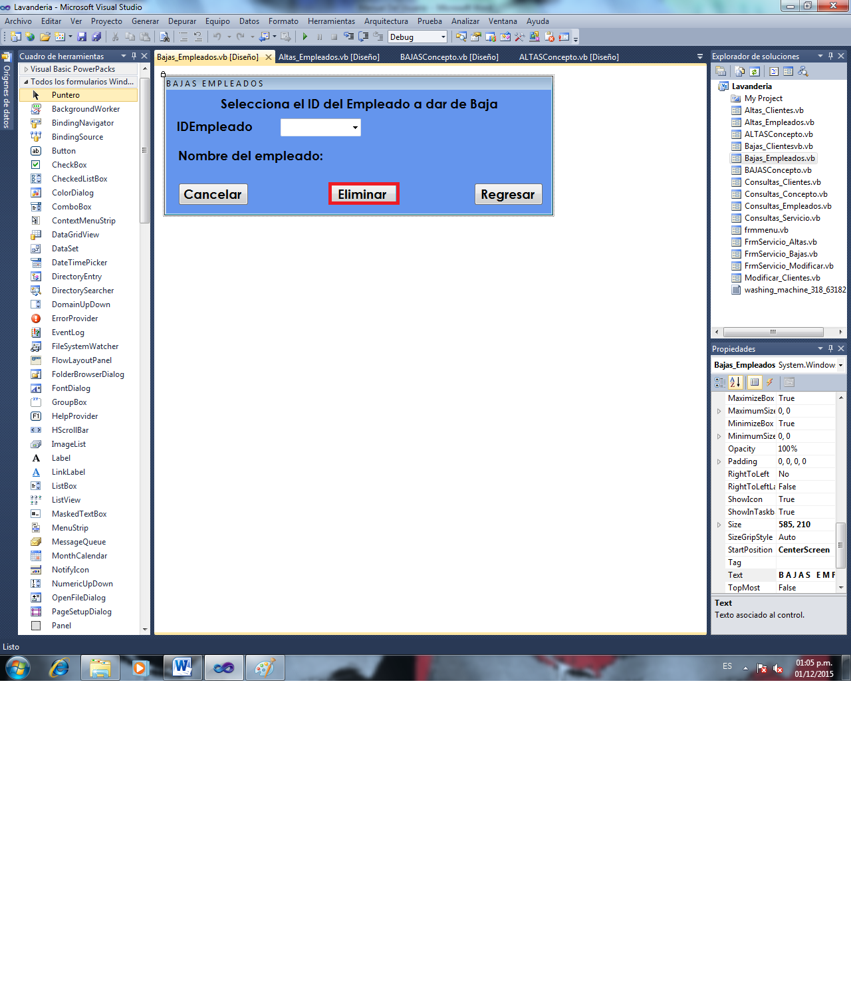 Lavanderia - Microsoft Visual Studio
Archivo Editar Ver Proyecto Generar Depurar Equipo Datos Formato Herramientas Arquitectura Prueba Analizar Ventana Ayuda
Debug
Orígenes de datos
Cuadro de herramientas
Visual Basic PowerPacks
Todos los formularios Wind...
Puntero
BackgroundWorker
BindingNavigator
BindingSource
Button
CheckBox
CheckedListBox
ColorDialog
ComboBox
ContextMenuStrip
DataGridView
DataSet
DateTimePicker
DirectoryEntry
DirectorySearcher
DomainUpDown
ErrorProvider
EventLog
FileSystemWatcher
FlowLayoutPanel
FolderBrowserDialog
FontDialog
GroupBox
HelpProvider
HScrollBar
ImageList
Label
LinkLabel
ListBox
ListView
MaskedTextBox
MenuStrip
MessageQueue
MonthCalendar
NotifyIcon
NumericUpDown
OpenFileDialog
PageSetupDialog
Panel
Bajas_Empleados.vb [Diseño] Altas_Empleados.vb [Diseño] BAJASConcepto.vb [Diseño] ALTASConcepto.vb [Diseño]
B A J A S  E M P L E A D O S
Selecciona el ID del Empleado a dar de Baja
IDEmpleado
Nombre del empleado:
Cancelar Eliminar Regresar
Explorador de soluciones
Lavanderia
My Project
Altas_Clientes.vb
Altas_Empleados.vb
ALTASConcepto.vb
Bajas_Clientesvb.vb
Bajas_Empleados.vb
BAJASConcepto.vb
Consultas_Clientes.vb
Consultas_Concepto.vb
Consultas_Empleados.vb
Consultas_Servicio.vb
frmmenu.vb
FrmServicio_Altas.vb
FrmServicio_Bajas.vb
FrmServicio_Modificar.vb
Modificar_Clientes.vb
washing_machine_318_63182
Propiedades
Bajas_Empleados System.Window
MaximizeBox True
MaximumSize 0, 0
MinimizeBox True
MinimumSize 0, 0
Opacity 100%
Padding 0, 0, 0, 0
RightToLeft No
RightToLeftLa False
ShowIcon True
ShowInTaskb True
Size 585, 210
SizeGripStyle Auto
StartPosition CenterScreen
Tag
Text B A J A S  E M P
TopMost False
Text
Texto asociado al control.
Listo
ES
01:05 p.m.
01/12/2015